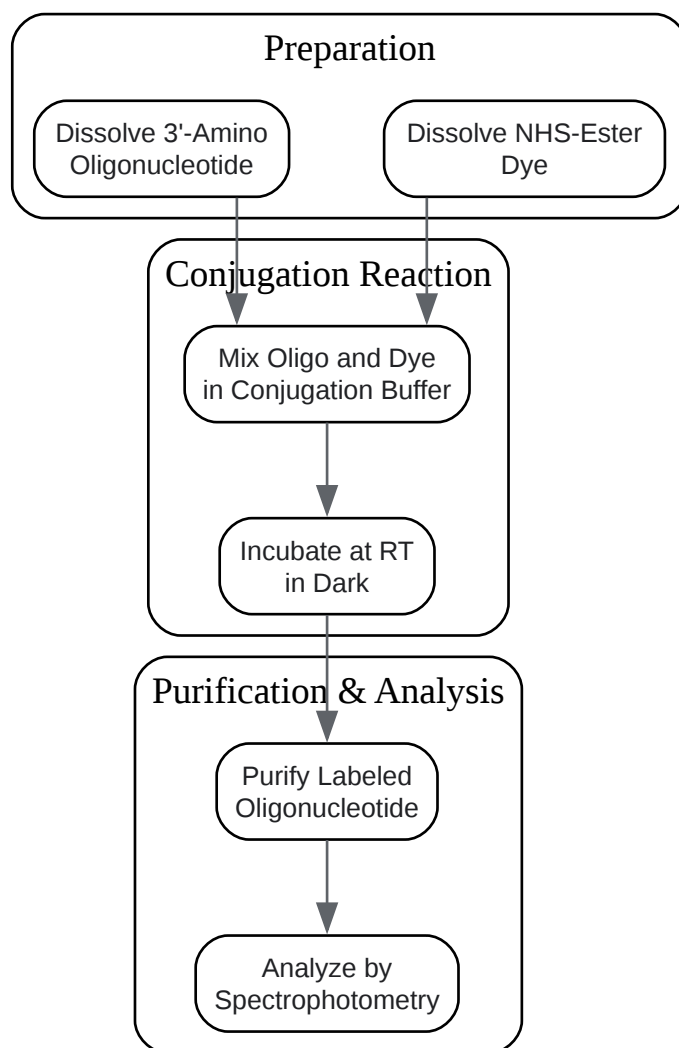 Preparation
Dissolve 3'-Amino
Oligonucleotide
Dissolve NHS-Ester
Dye
Conjugation Reaction
Mix Oligo and Dye
in Conjugation Buffer
Incubate at RT
in Dark
Purification & Analysis
Purify Labeled
Oligonucleotide
Analyze by
Spectrophotometry